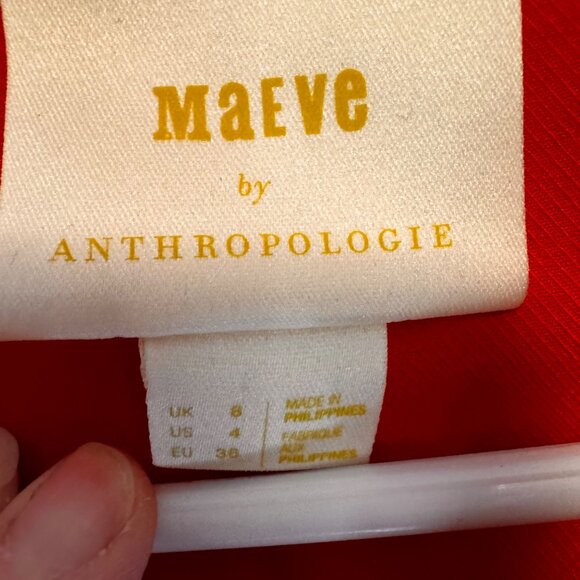 MaEve
by
ANTHROPOLOGIE
UK 8
US 4
EU 36
MADE IN
PHILIPPINES
FABRIQUE
AUX
PHILIPPINES